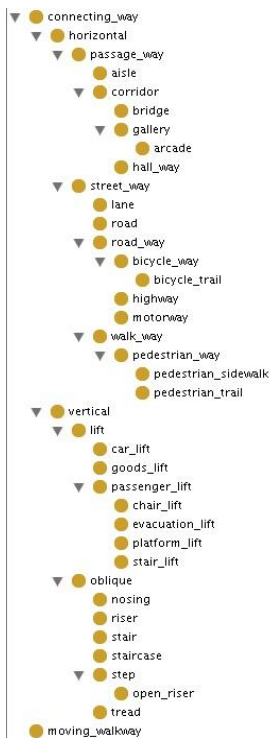 connecting_way
horizontal
passage_way
aisle
corridor
bridge
gallery
arcade
hall_way
street_way
lane
road
road_way
bicycle_way
bicycle_trail
highway
motorway
walk_way
pedestrian_way
pedestrian_sidewalk
pedestrian_trail
vertical
lift
car_lift
goods_lift
passenger_lift
chair_lift
evacuation_lift
platform_lift
stair_lift
oblique
nosing
riser
stair
staircase
step
open_riser
tread
moving_walkway